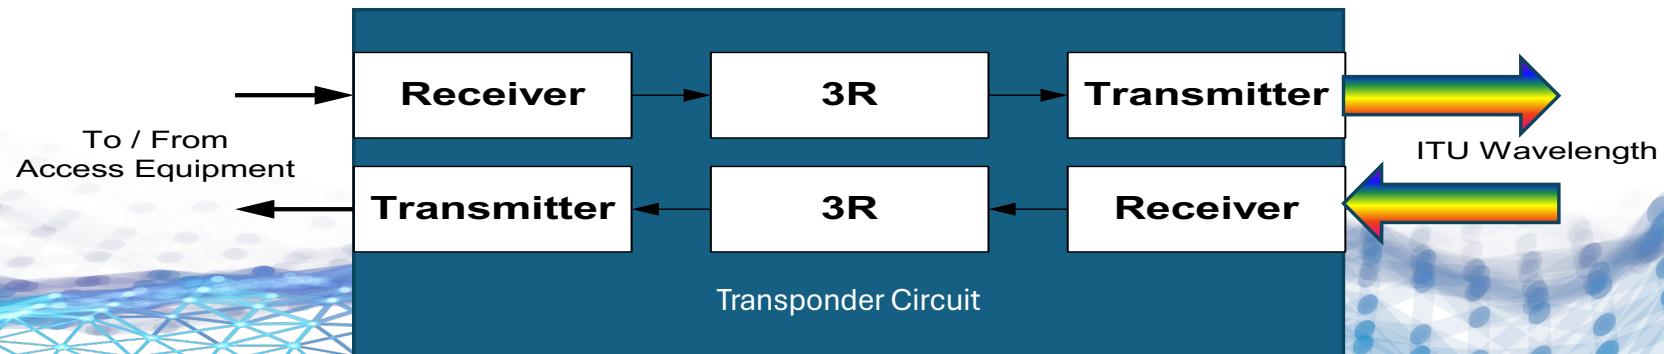 Receiver
3R
Transmitter
To / From
Access Equipment
ITU Wavelength
Transmitter
3R
Receiver
Transponder Circuit